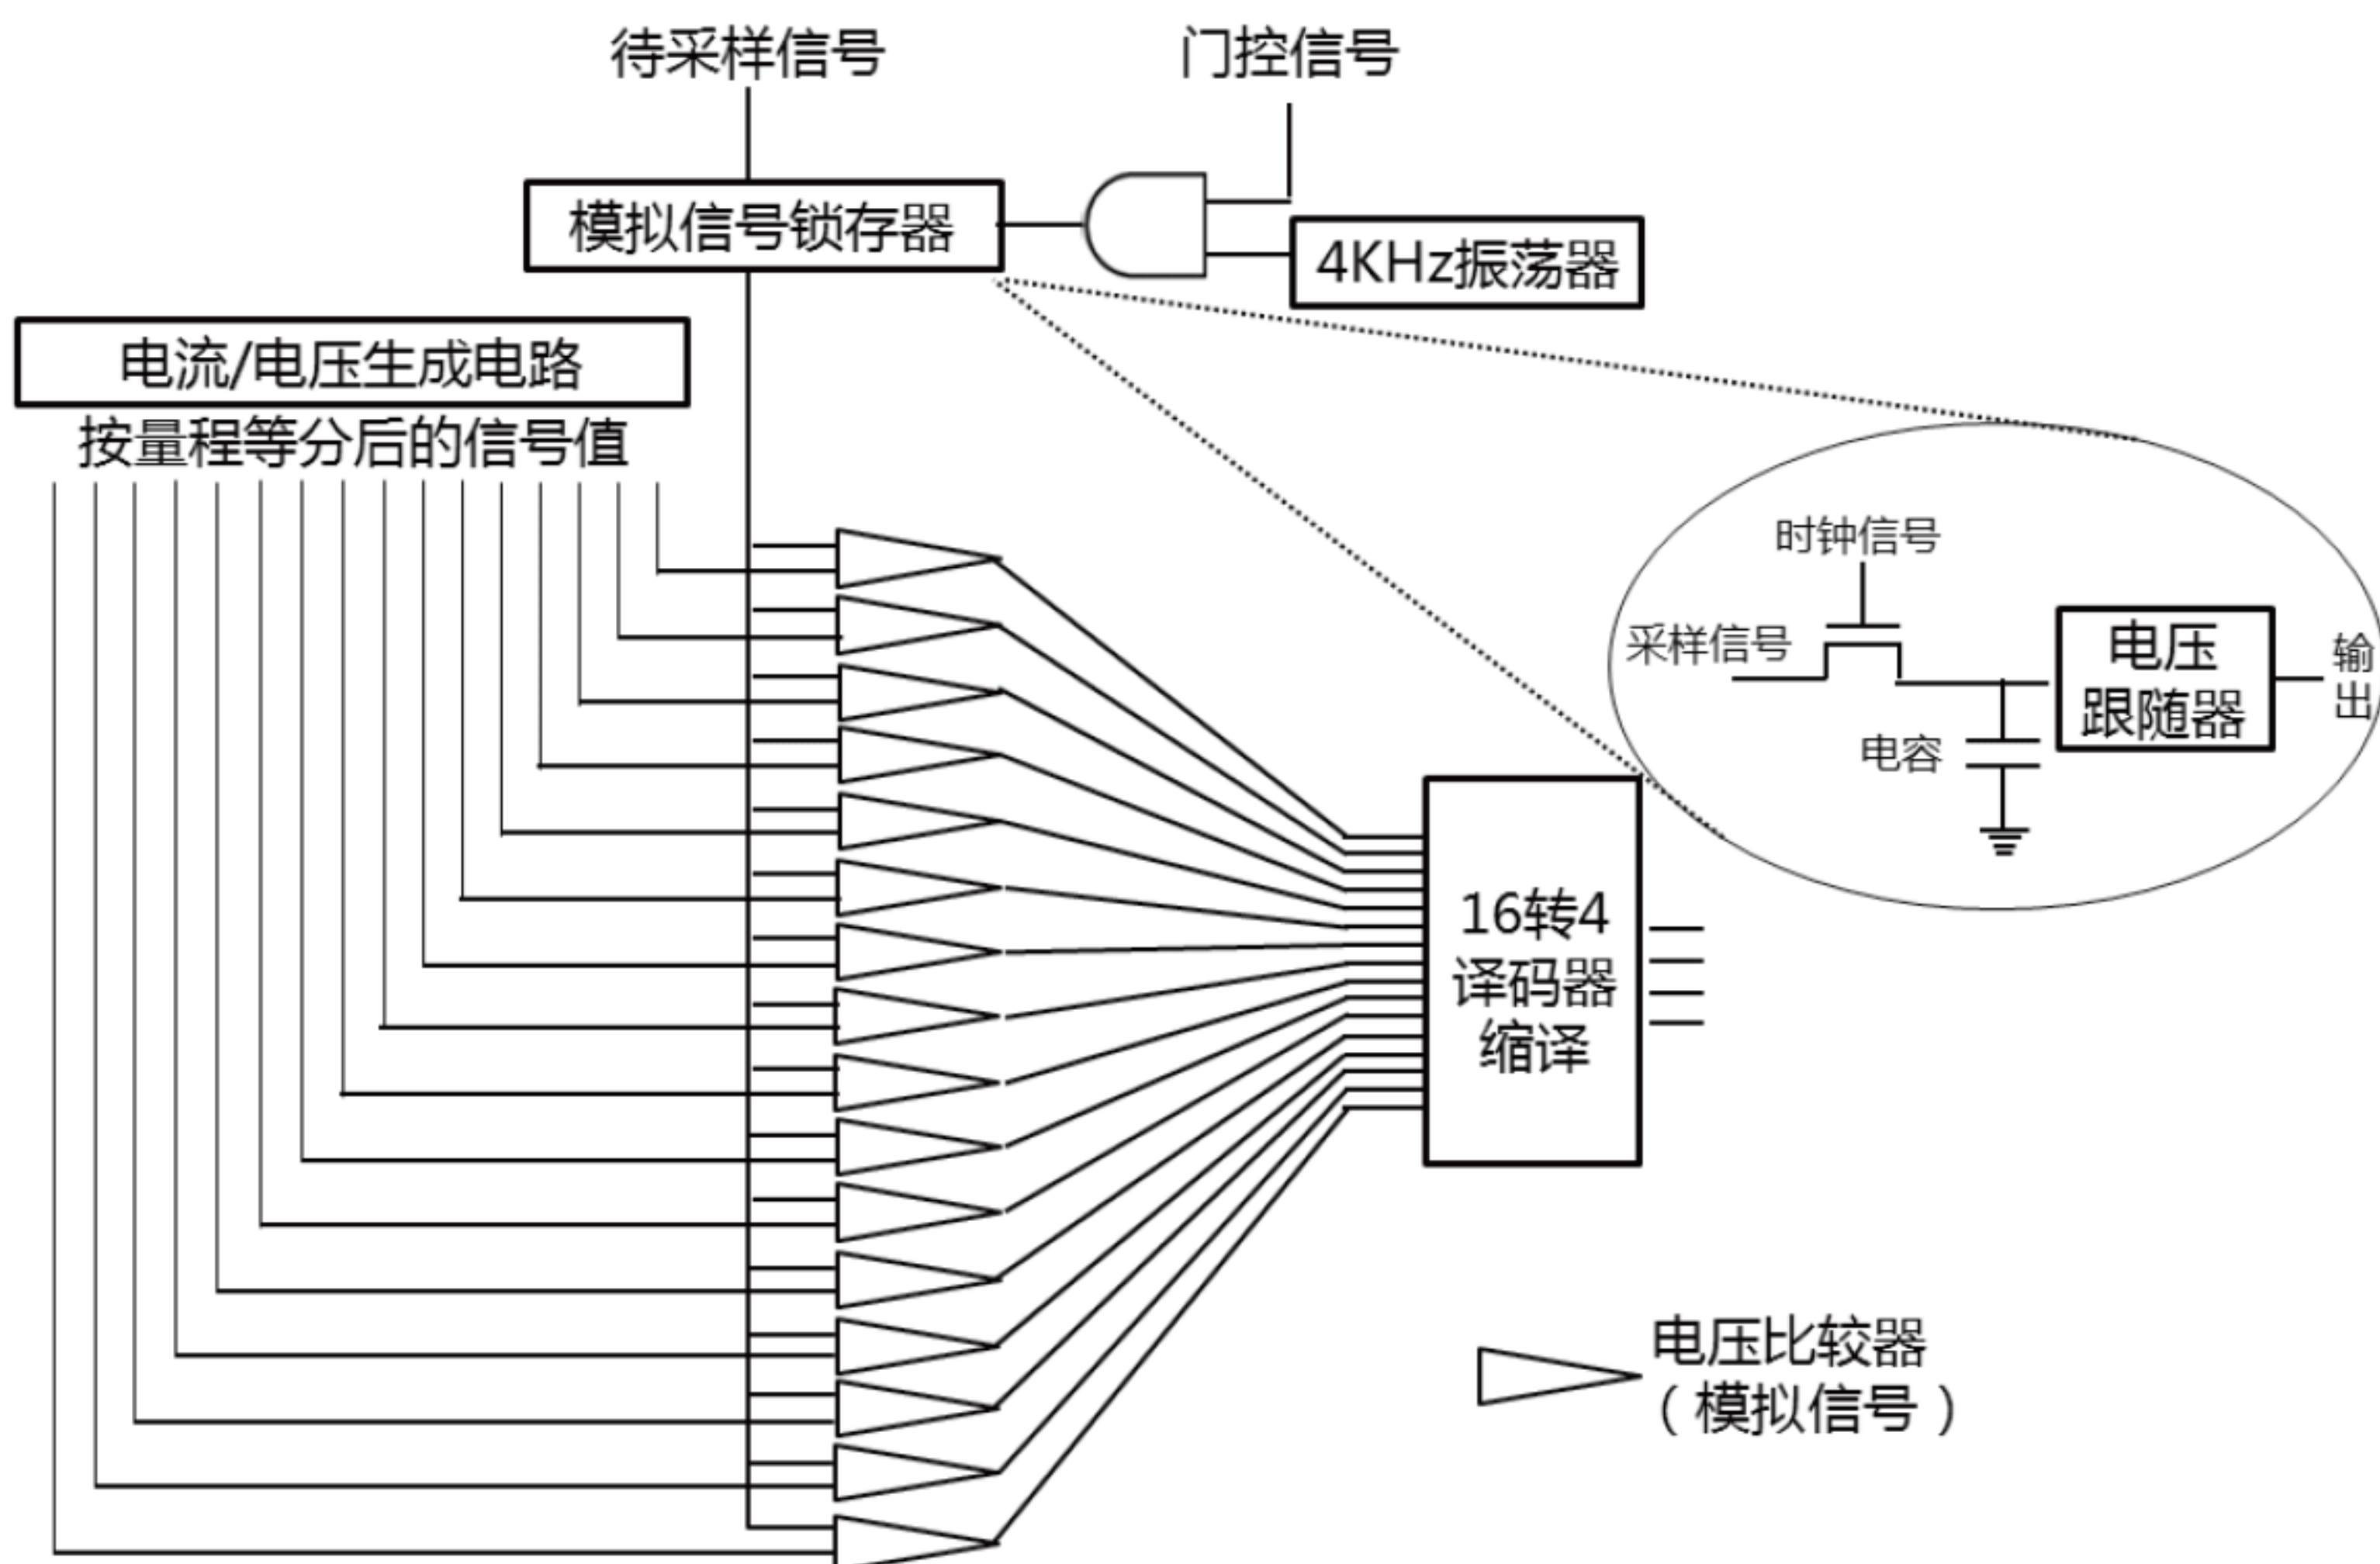 待采样信号
门控信号
模拟信号锁存器
4KHz振荡器
电流/电压生成电路
按量程等分后的信号值
时钟信号
采样信号
电压
跟随器
输
出
电容
16转4
译码器
缩译
电压比较器
（模拟信号）